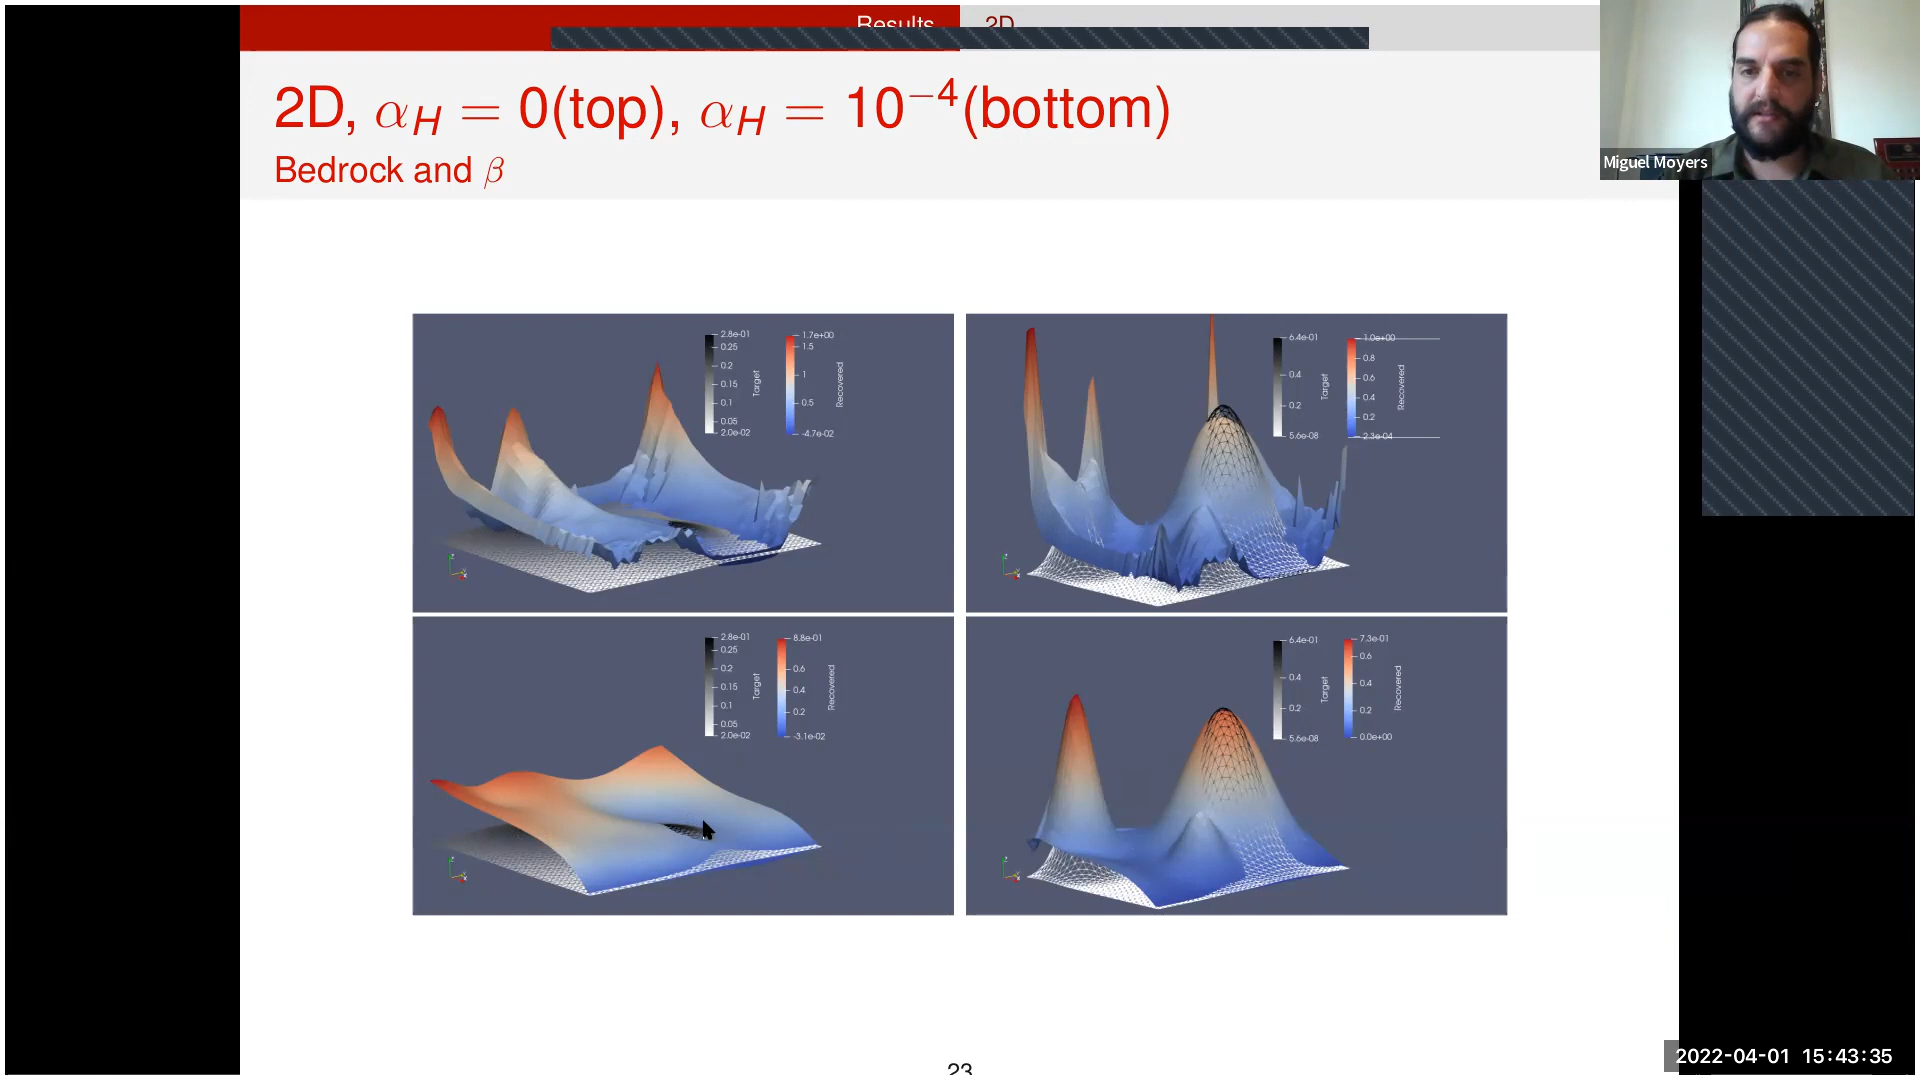 Results 2D
2D, αH = 0(top), αH = 10−4(bottom)
Bedrock and β
Miguel Moyers
2.8e-01
0.25
0.2
0.15
0.1
0.05
2.0e-02
Target
1.7e+00
1.5
1
0.5
-4.7e-02
Recovered
6.4e-01
0.4
0.2
5.6e-08
Target
1.0e+00
0.8
0.6
0.4
0.2
2.3e-04
Recovered
2.8e-01
0.25
0.2
0.15
0.1
0.05
2.0e-02
Target
8.8e-01
0.6
0.4
0.2
-3.1e-02
Recovered
6.4e-01
0.4
0.2
5.6e-08
Target
7.3e-01
0.6
0.4
0.2
0.0e+00
Recovered
23
2022-04-01 15:43:35